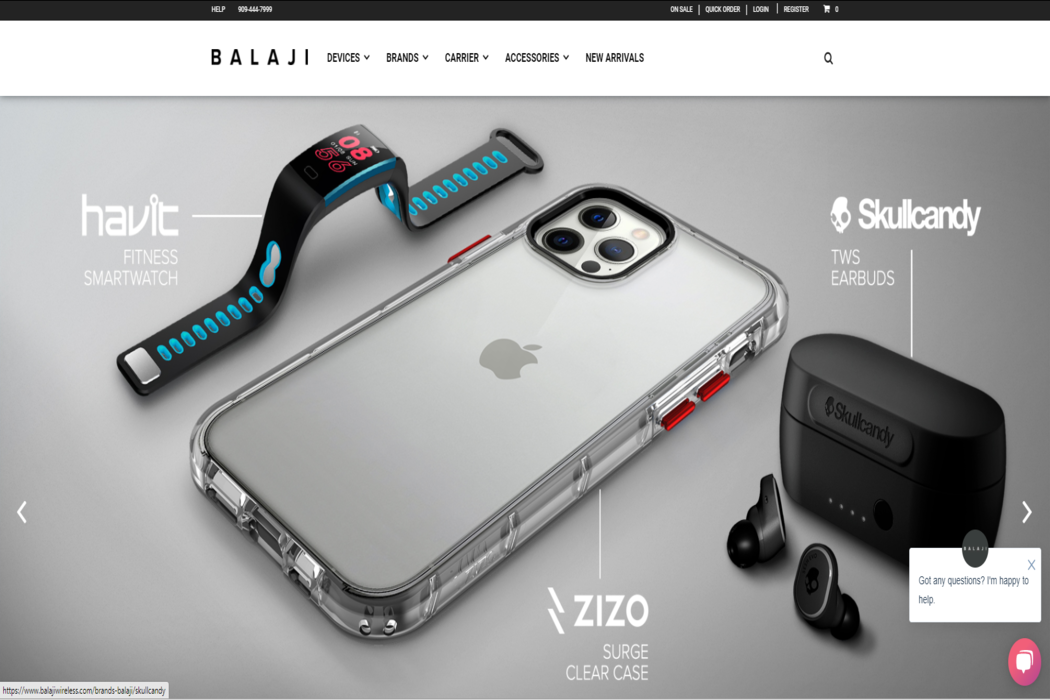 HELP 909-444-7999 ON SALE QUICK ORDER LOGIN REGISTER 0
BALAJI DEVICES BRANDS CARRIER ACCESSORIES NEW ARRIVALS
havit
FITNESS
SMARTWATCH
08
56
Skullcandy
TWS
EARBUDS
Skullcandy
ZIZO
SURGE
CLEAR CASE
BALAJI
X
Got any questions? I'm happy to
help.
https://www.balajiwireless.com/brands-balaji/skullcandy